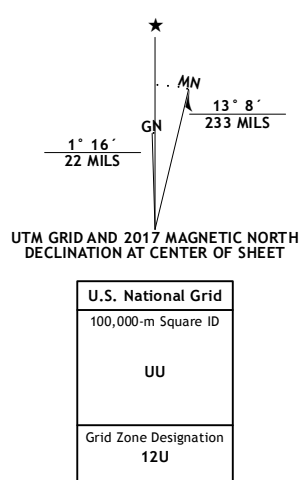 ★
MN
13° 8´
233 MILS
GN
1° 16´
22 MILS
UTM GRID AND 2017 MAGNETIC NORTH
DECLINATION AT CENTER OF SHEET
U.S. National Grid
100,000-m Square ID
UU
Grid Zone Designation
12U